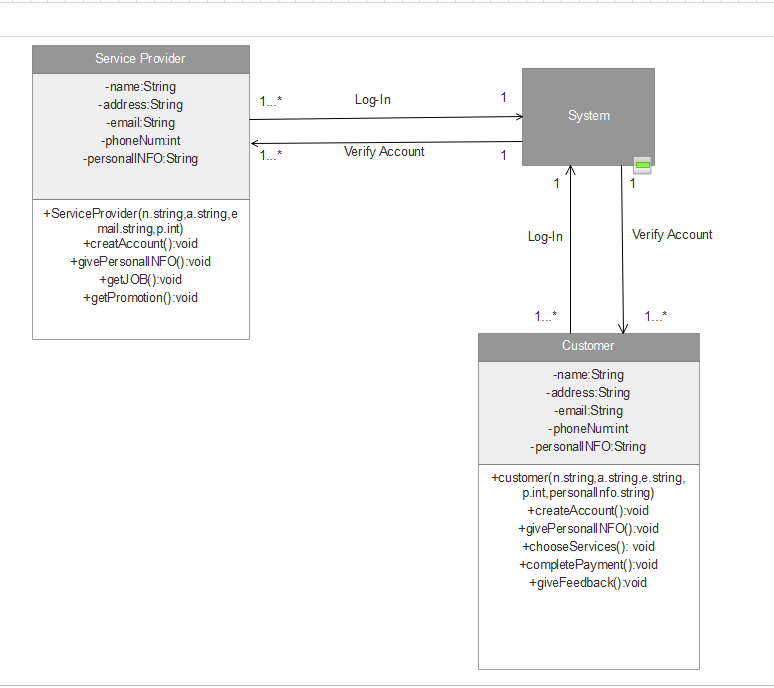 Service Provider
-name:String
-address:String
-email:String
-phoneNum:int
-personalINFO:String
+ServiceProvider(n.string,a.string,e
mail.string,p.int)
+creatAccount():void
+givePersonalINFO():void
+getJOB():void
+getPromotion():void
1...*
Log-In
1
1...*
Verify Account
1
System
1
1
Log-In
Verify Account
1...*
1...*
Customer
-name:String
-address:String
-email:String
-phoneNum:int
-personalINFO:String
+customer(n.string,a.string,e.string,
p.int,personalInfo.string)
+createAccount():void
+givePersonalINFO():void
+chooseServices(): void
+completePayment():void
+giveFeedback():void